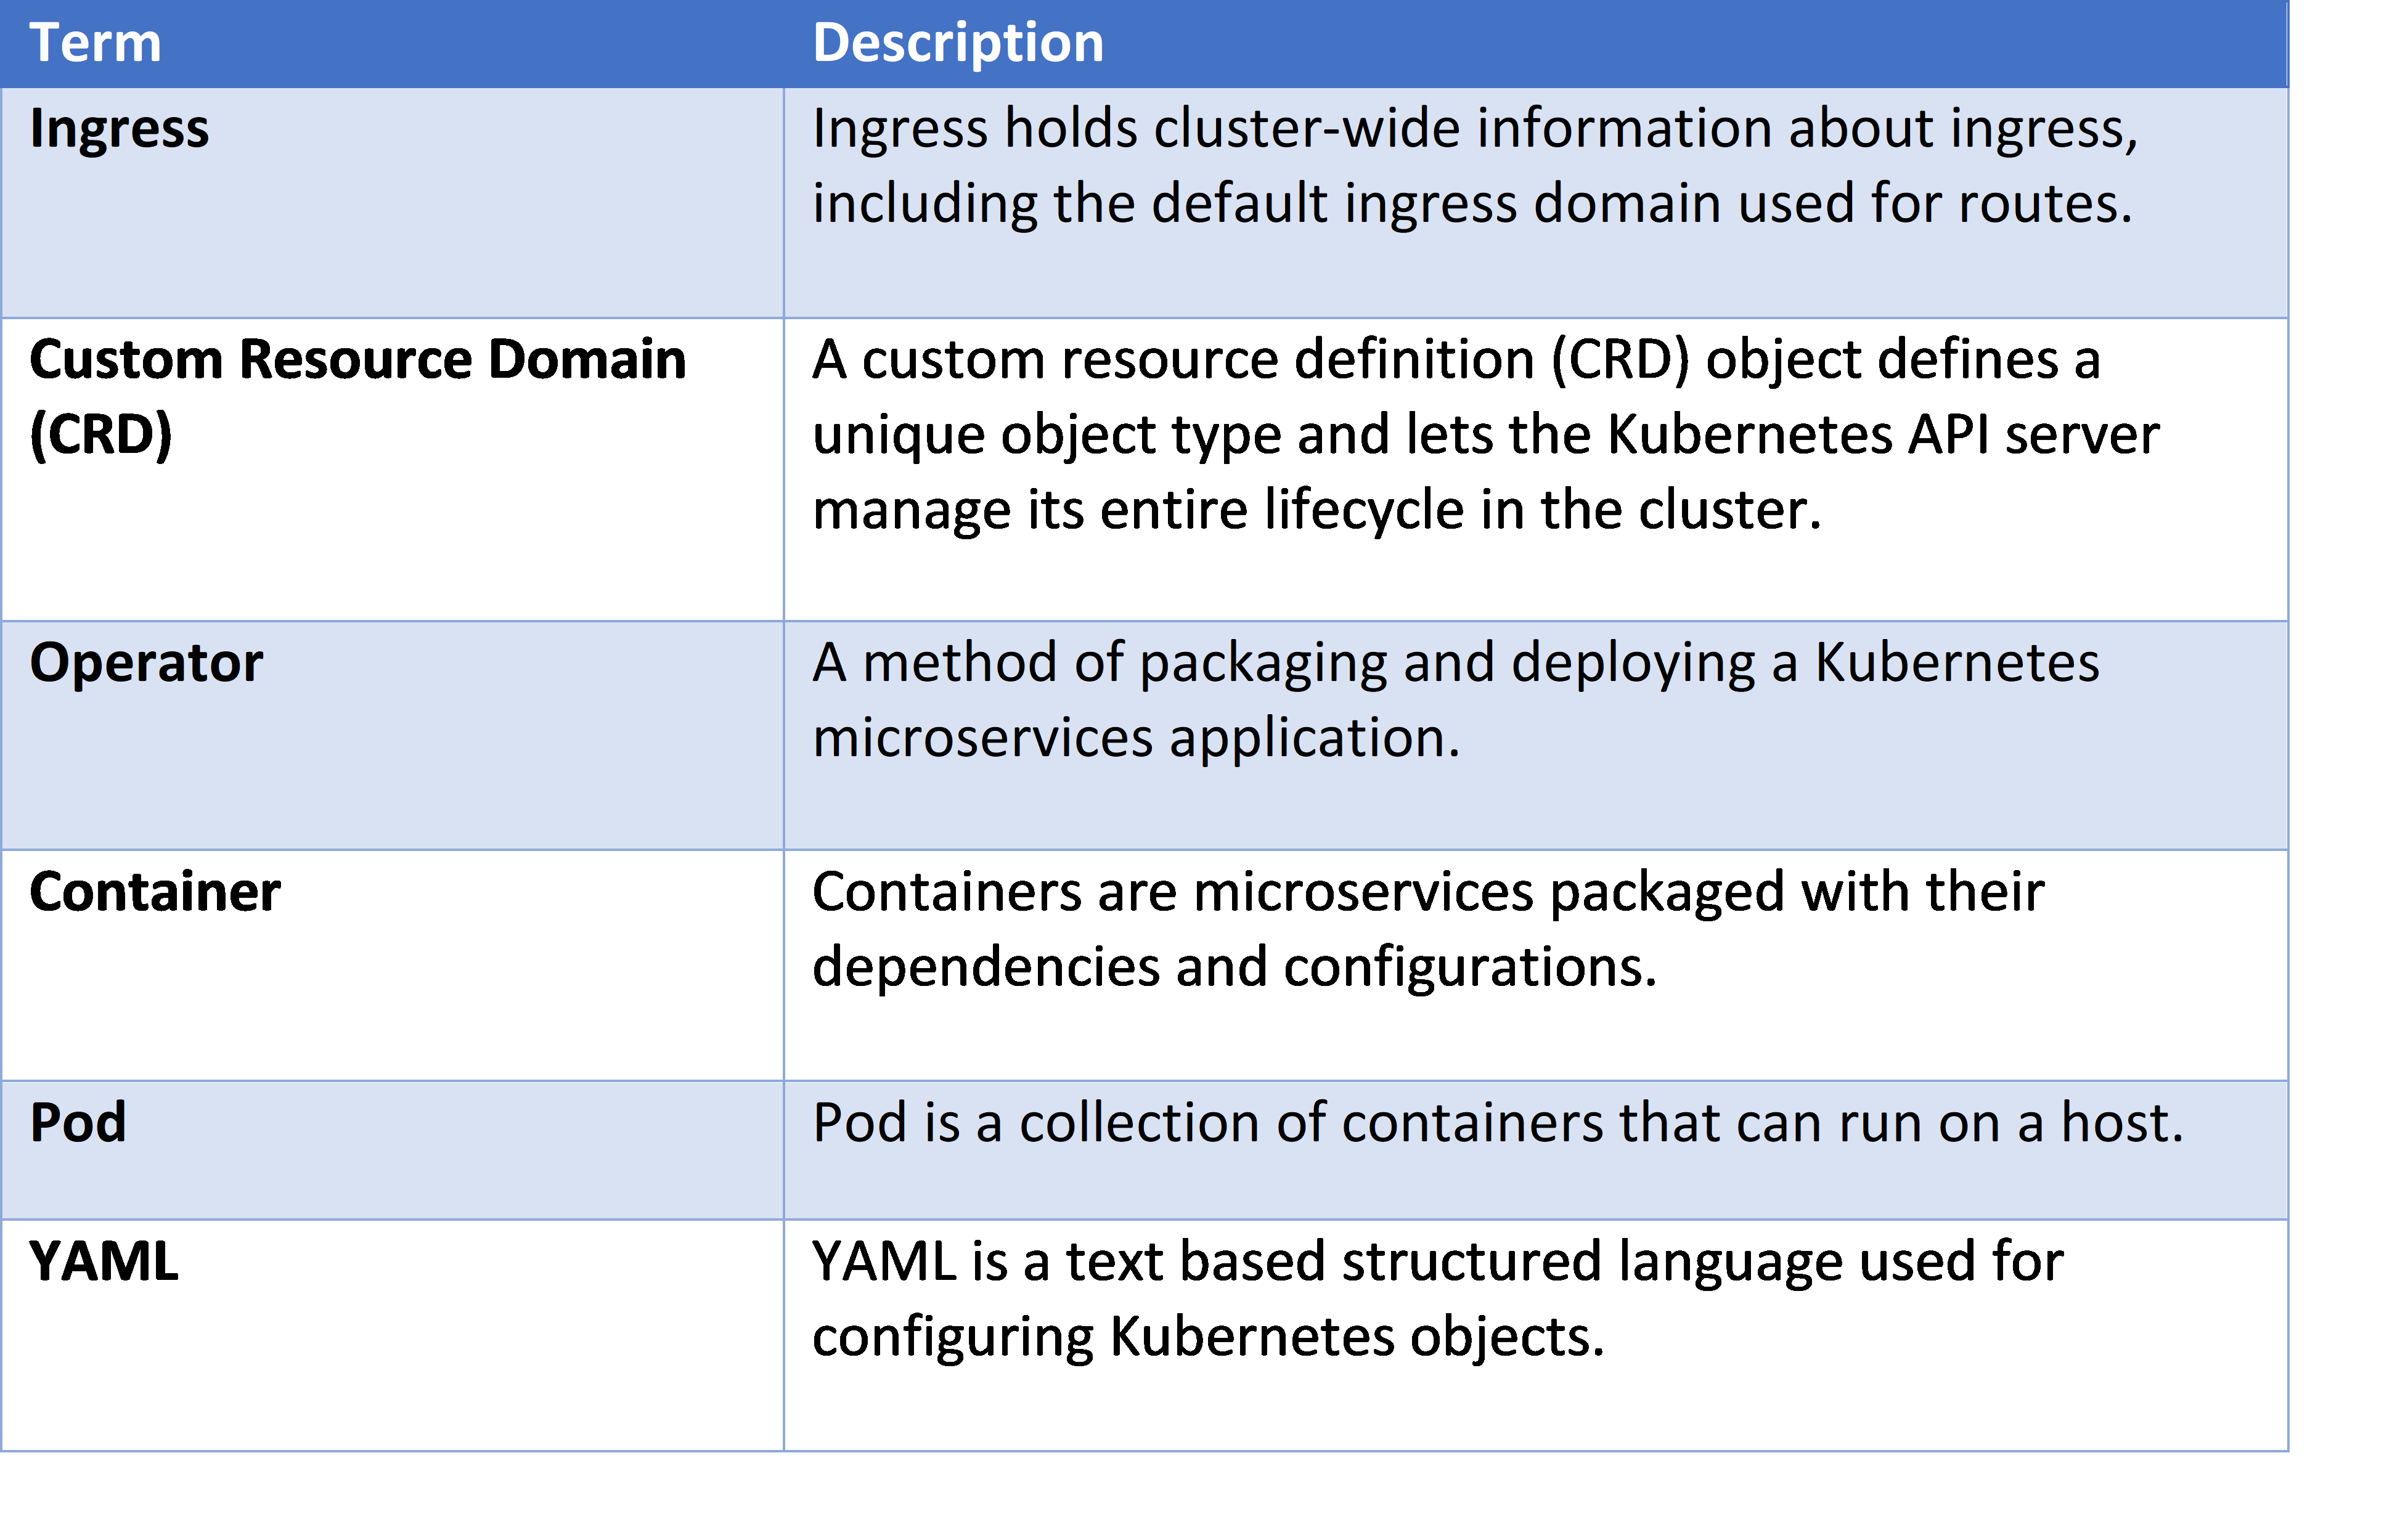 Term
Description
Ingress
Ingress holds cluster-wide information about ingress,
including the default ingress domain used for routes.
Custom Resource Domain
(CRD)
A custom resource definition (CRD) object defines a
unique object type and lets the Kubernetes API server
manage its entire lifecycle in the cluster.
Operator
A method of packaging and deploying a Kubernetes
microservices application.
Container
Containers are microservices packaged with their
dependencies and configurations.
Pod
Pod is a collection of containers that can run on a host.
YAML
YAML is a text based structured language used for
configuring Kubernetes objects.